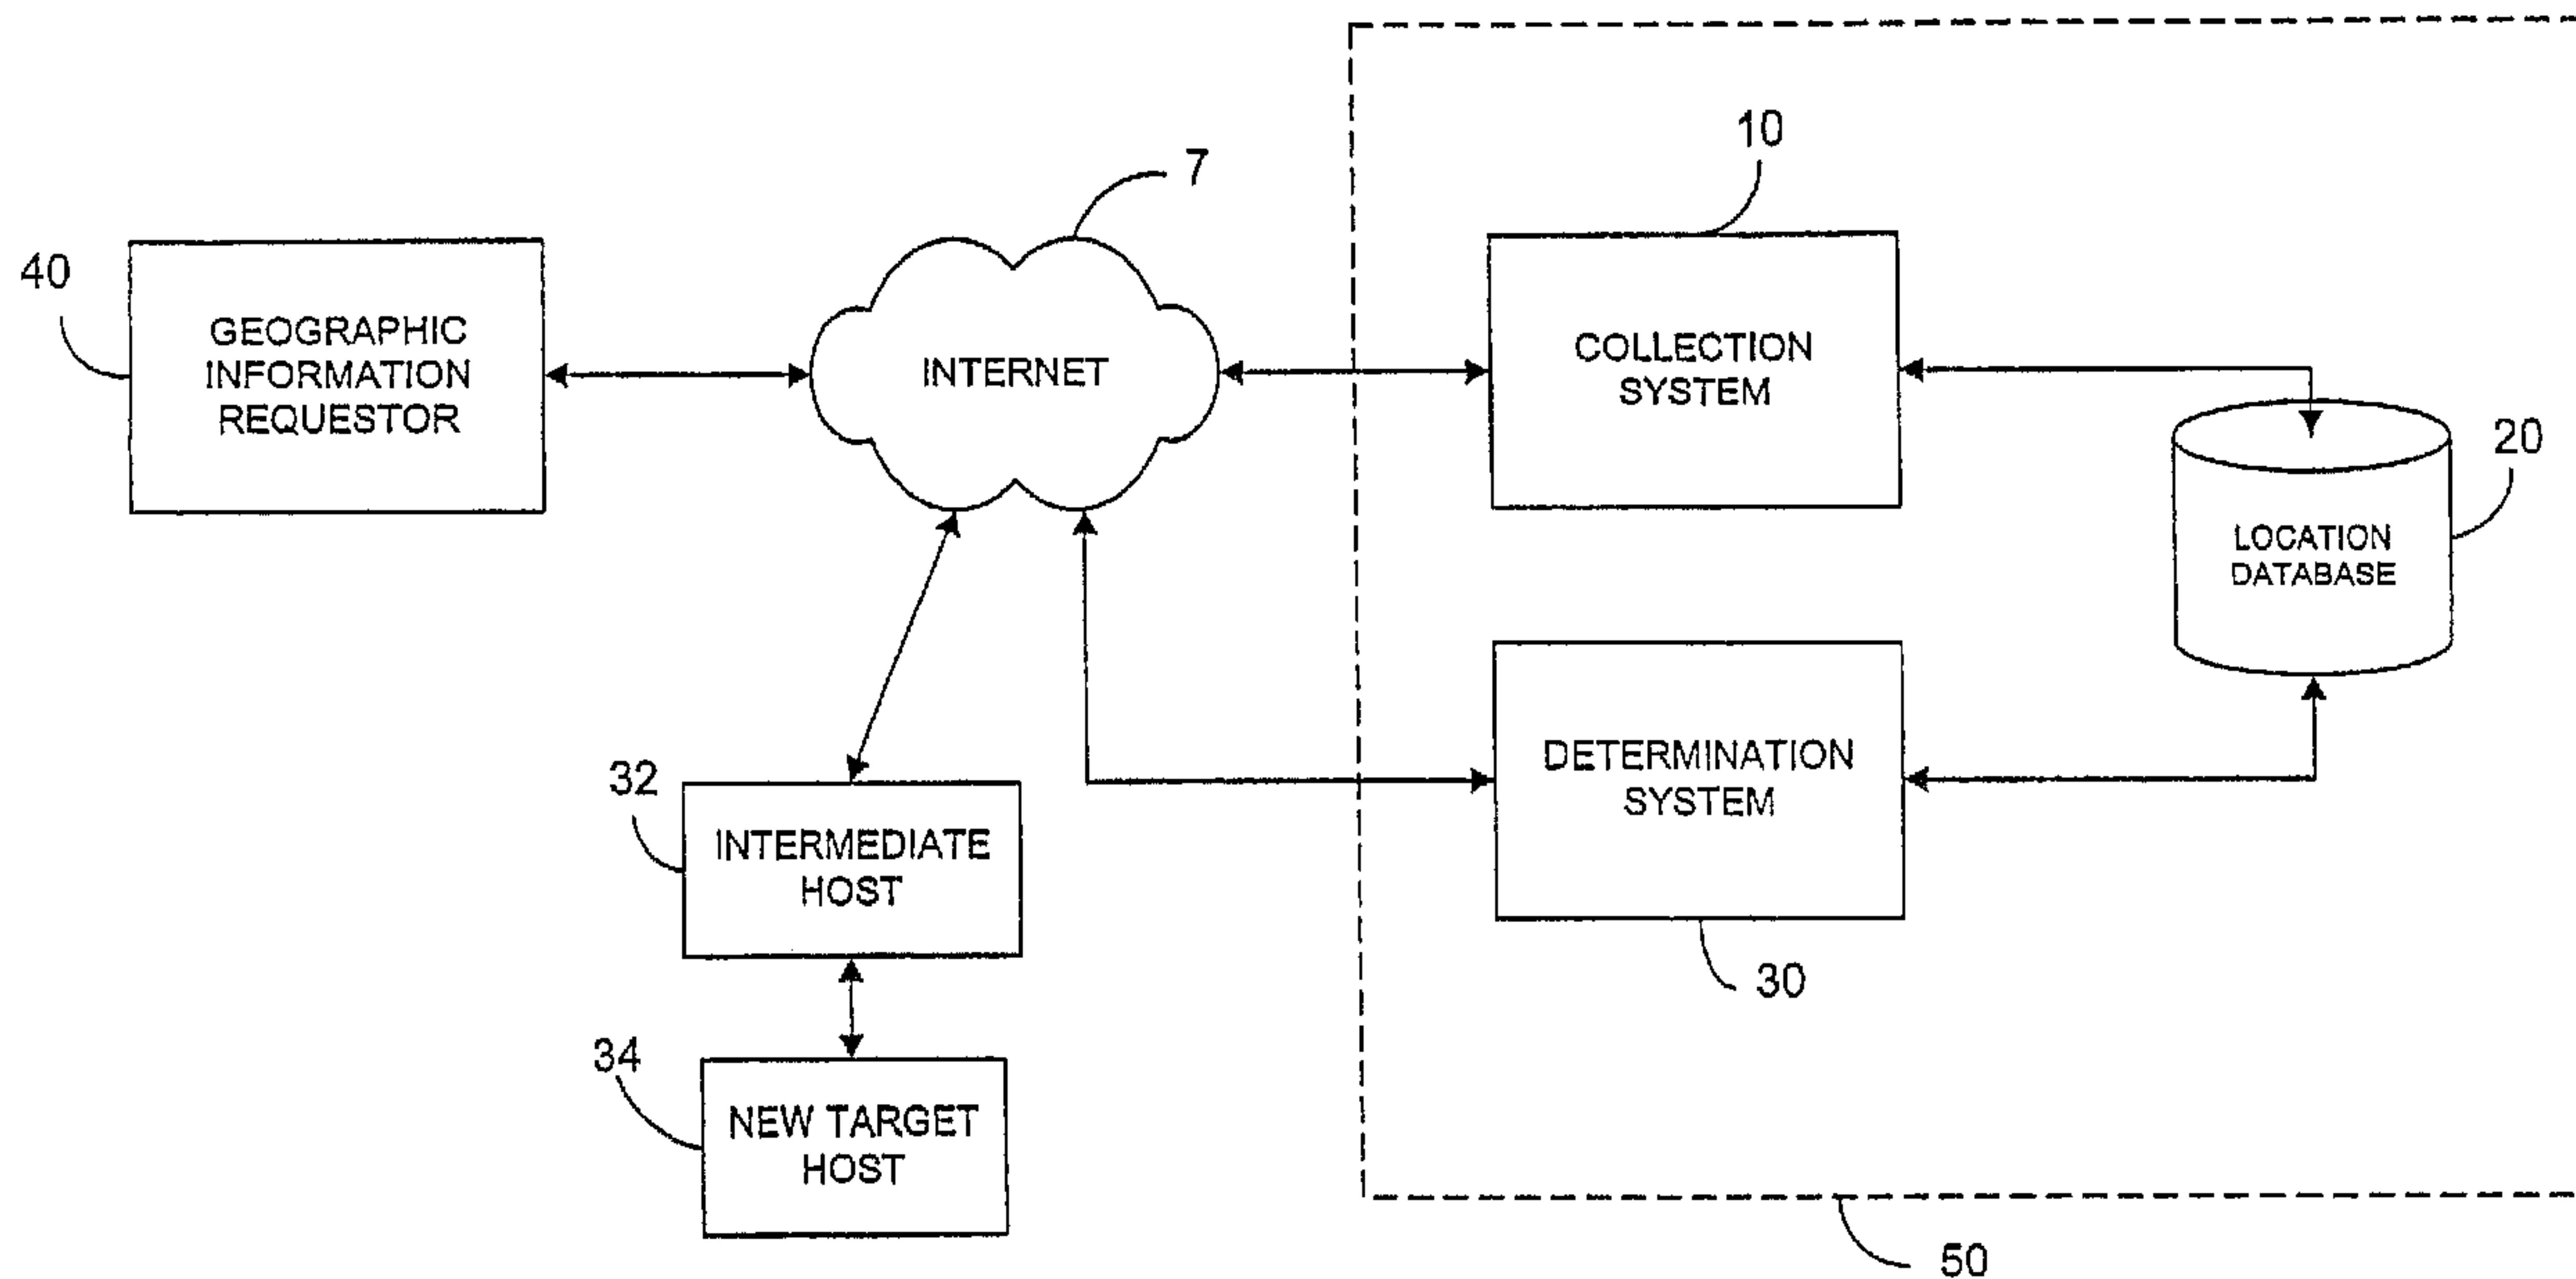 10
7
40
GEOGRAPHIC
INFORMATION
REQUESTOR
INTERNET
COLLECTION
SYSTEM
20
LOCATION
DATABASE
32
INTERMEDIATE
HOST
DETERMINATION
SYSTEM
30
34
NEW TARGET
HOST
50